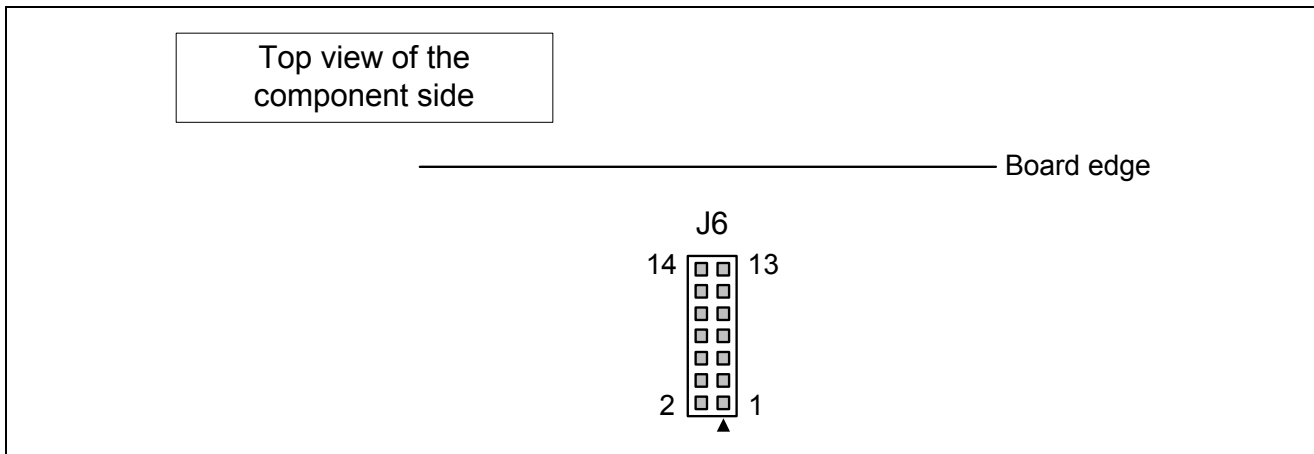 Top view of the
component side
Board edge
J6
14 13
2 1